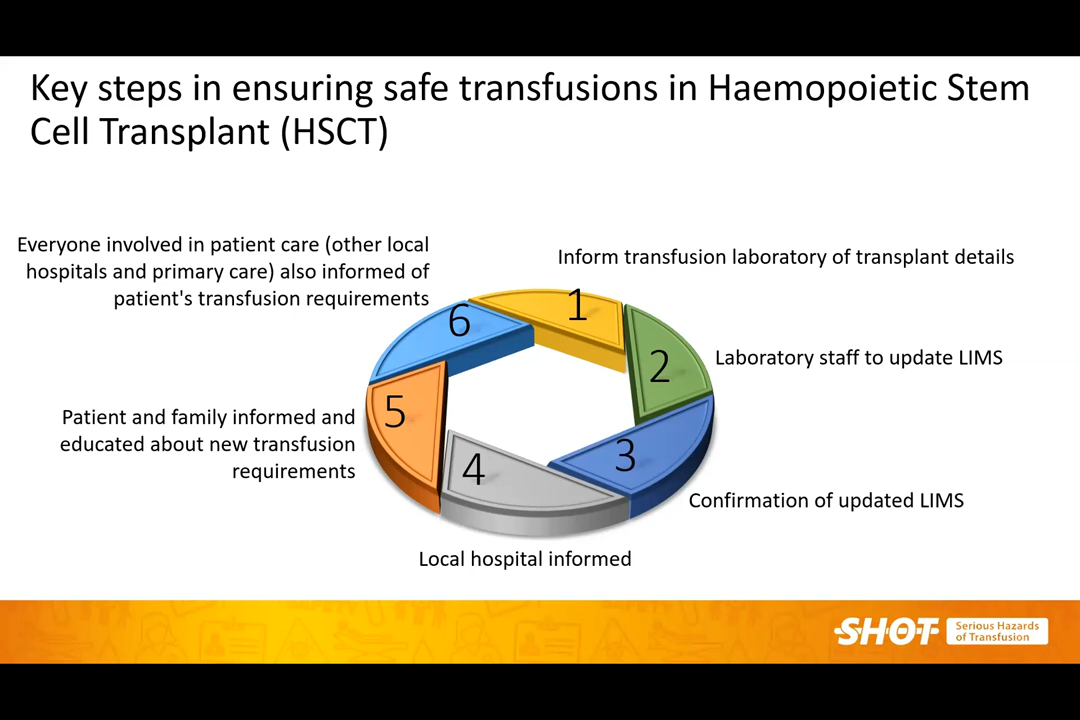 Key steps in ensuring safe transfusions in Haemopoietic Stem
Cell Transplant (HSCT)
Inform transfusion laboratory of transplant details
1
Laboratory staff to update LIMS
2
Confirmation of updated LIMS
3
Local hospital informed
4
Patient and family informed and
educated about new transfusion
requirements
5
Everyone involved in patient care (other local
hospitals and primary care) also informed of
patient's transfusion requirements
6
SHOT
Serious Hazards
of Transfusion